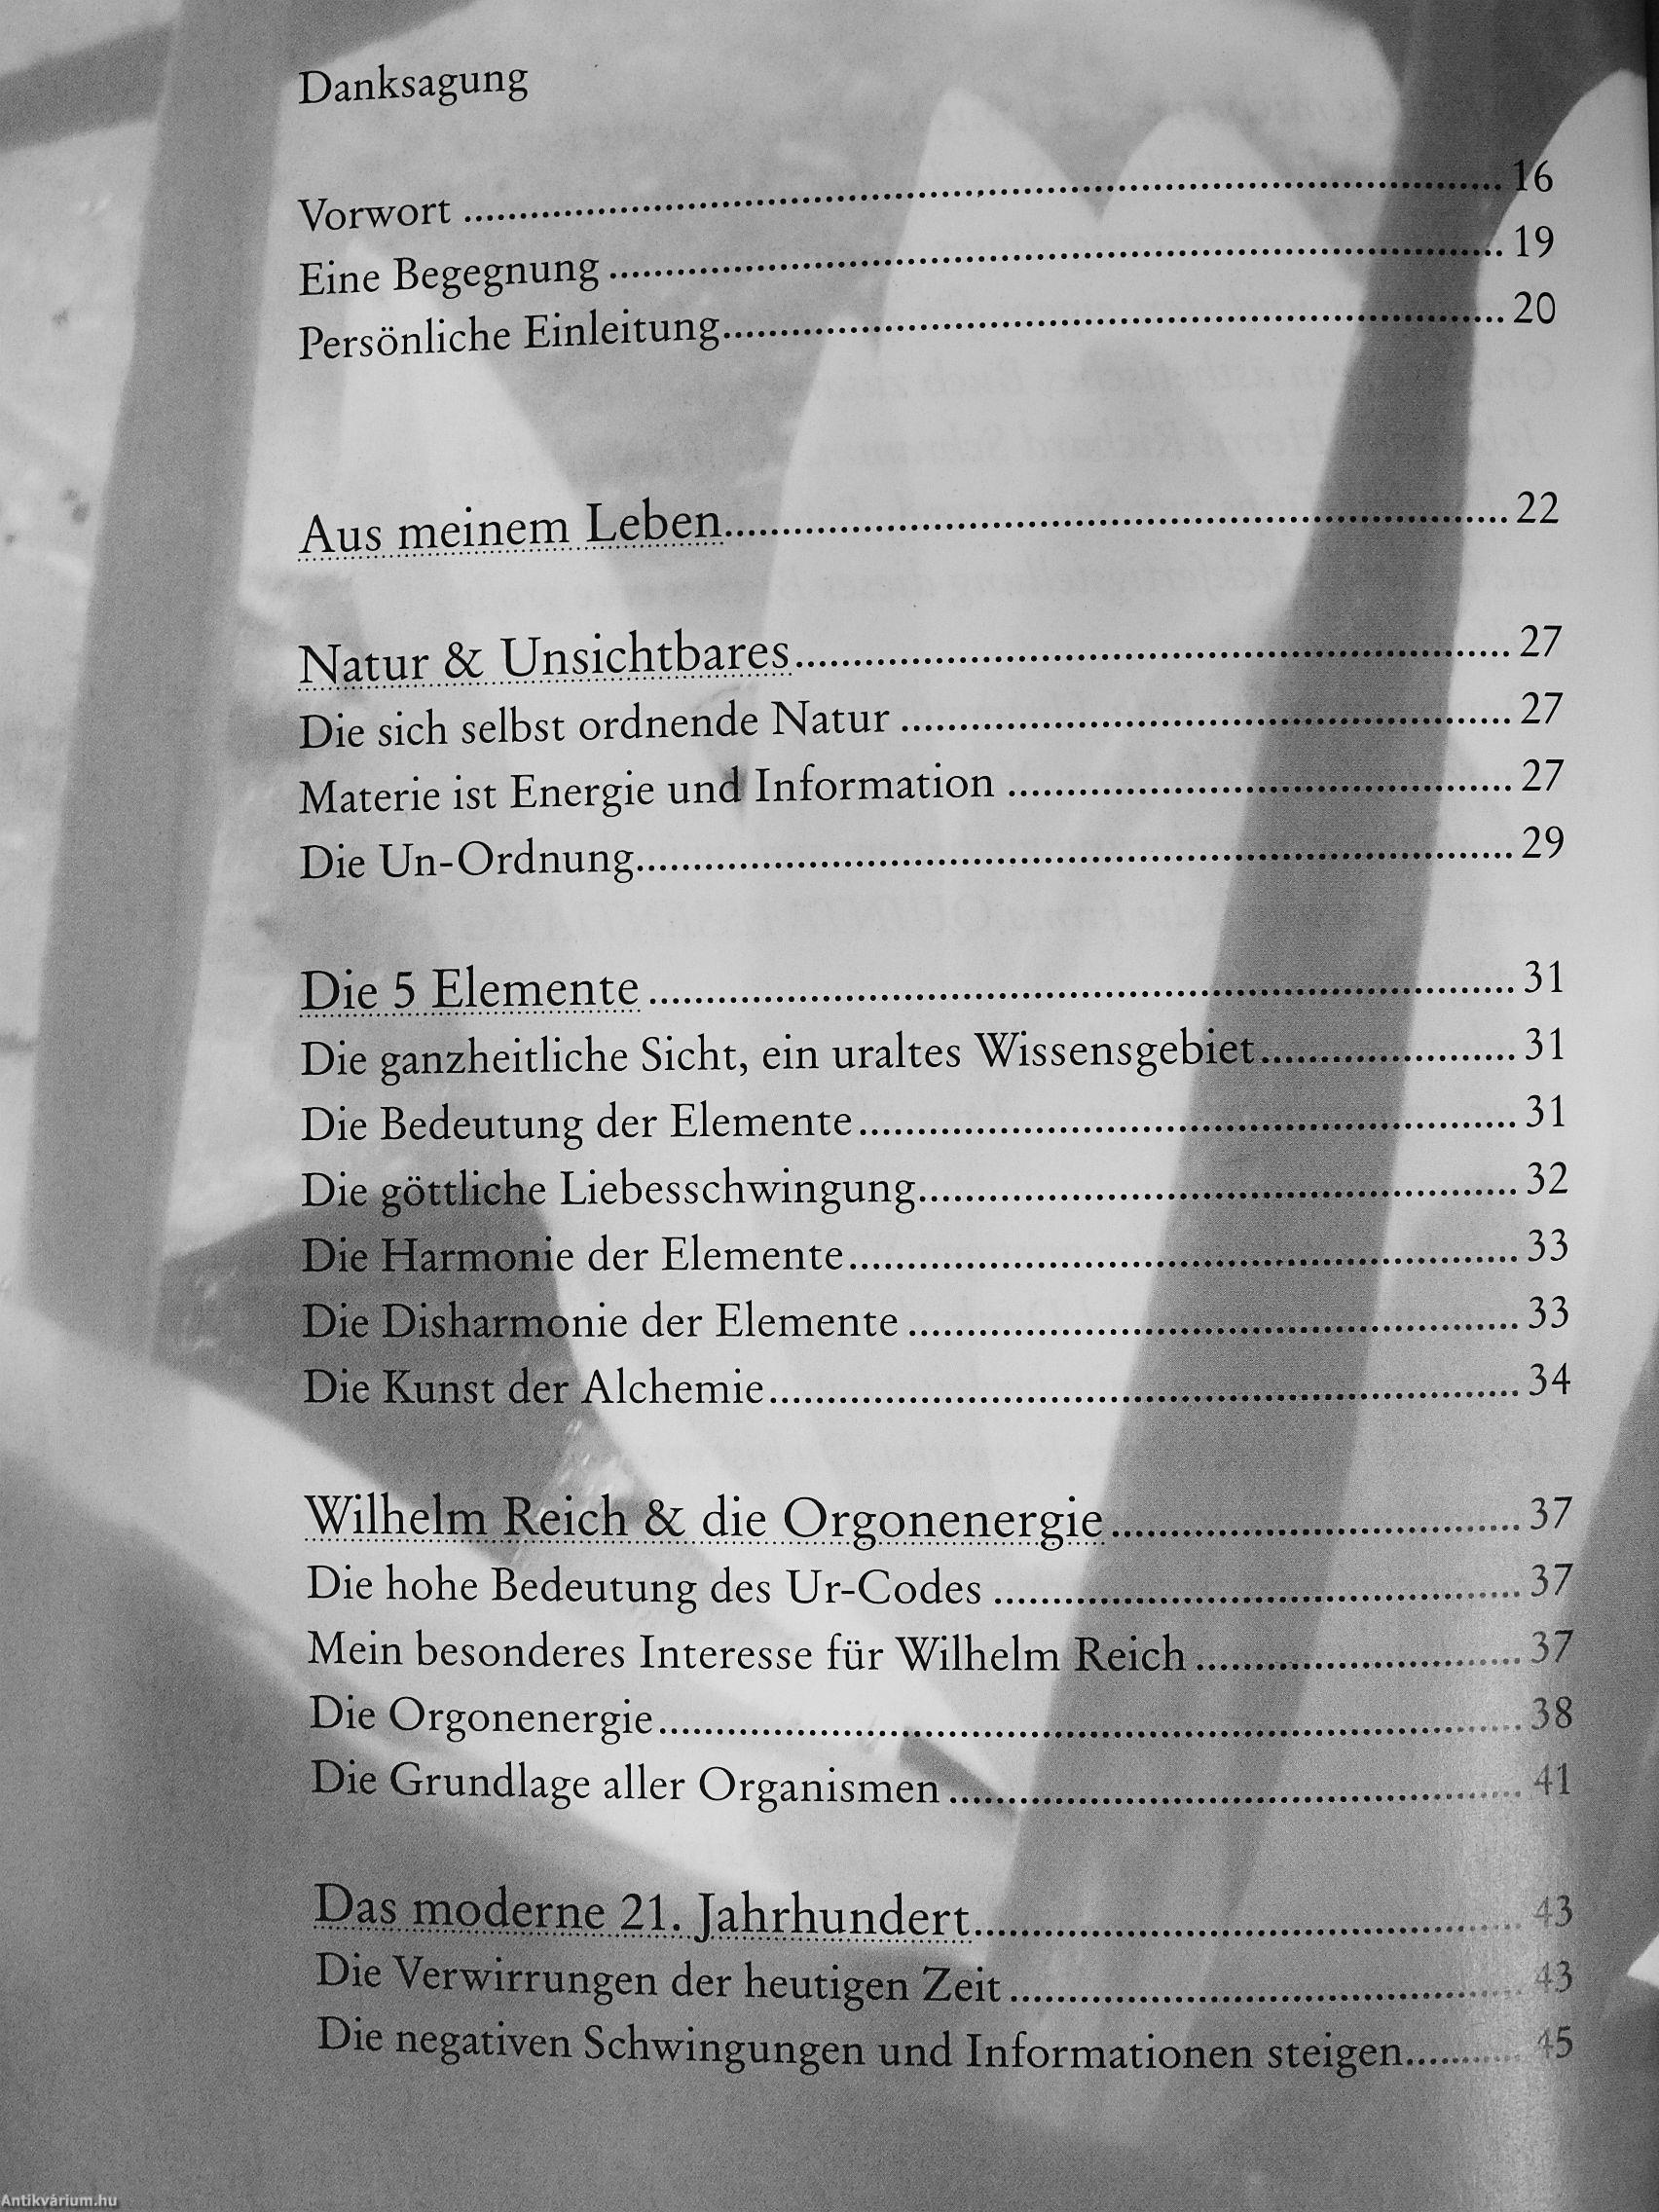 Danksagung
Vorwort ........ 16
Eine Begegnung ........ 19
Persönliche Einleitung ........ 20
Aus meinem Leben ........ 22
Natur & Unsichtbares ........ 27
Die sich selbst ordnende Natur ........ 27
Materie ist Energie und Information ........ 27
Die Un-Ordnung ........ 29
Die 5 Elemente ........ 31
Die ganzheitliche Sicht, ein uraltes Wissensgebiet ........ 31
Die Bedeutung der Elemente ........ 31
Die göttliche Liebesschwingung ........ 32
Die Harmonie der Elemente ........ 33
Die Disharmonie der Elemente ........ 33
Die Kunst der Alchemie ........ 34
Wilhelm Reich & die Orgonenergie ........ 37
Die hohe Bedeutung des Ur-Codes ........ 37
Mein besonderes Interesse für Wilhelm Reich ........ 37
Die Orgonenergie ........ 38
Die Grundlage aller Organismen ........ 41
Das moderne 21. Jahrhundert ........ 43
Die Verwirrungen der heutigen Zeit ........ 43
Die negativen Schwingungen und Informationen steigen ........ 45
Antikvárium.hu